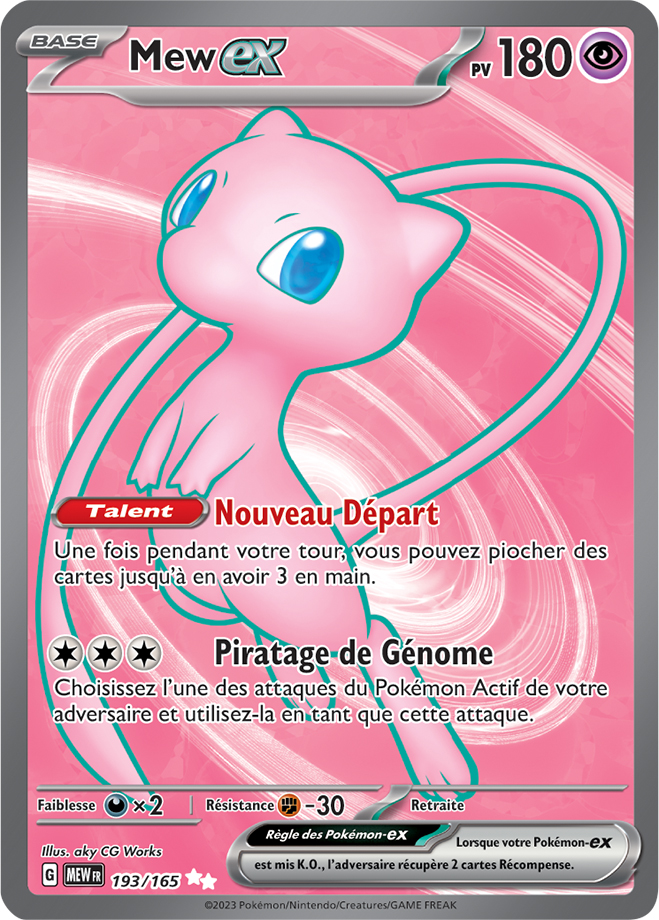 BASE Mew ex PV 180
Talent Nouveau Départ
Une fois pendant votre tour, vous pouvez piocher des
cartes jusqu'à en avoir 3 en main.
Piratage de Génome
Choisissez l'une des attaques du Pokémon Actif de votre
adversaire et utilisez-la en tant que cette attaque.
Faiblesse ×2 Résistance -30 Retraite
Règle des Pokémon-ex Lorsque votre Pokémon-ex
est mis K.O., l'adversaire récupère 2 cartes Récompense.
Illus. aky CG Works
G MEW FR 193/165
©2023 Pokémon/Nintendo/Creatures/GAME FREAK